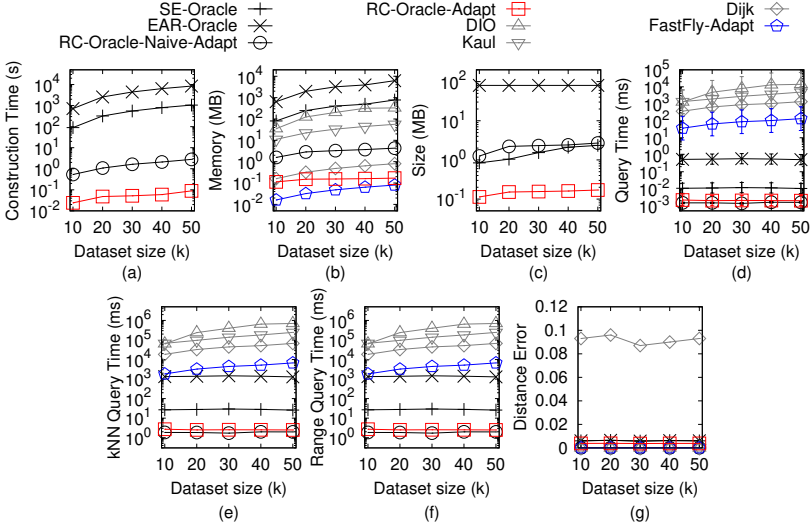 SE-Oracle RC-Oracle-Adapt Dijk
EAR-Oracle DIO FastFly-Adapt
RC-Oracle-Naive-Adapt Kaul
Construction Time (s)
10^4
10^3
10^2
10^1
10^0
10^-1
10^-2
10 20 30 40 50
Dataset size (k)
(a)
Memory (MB)
10^4
10^3
10^2
10^1
10^0
10^-1
10^-2
10 20 30 40 50
Dataset size (k)
(b)
Size (MB)
10^2
10^1
10^0
10^-1
10 20 30 40 50
Dataset size (k)
(c)
Query Time (ms)
10^5
10^4
10^3
10^2
10^1
10^0
10^-1
10^-2
10^-3
10 20 30 40 50
Dataset size (k)
(d)
kNN Query Time (ms)
10^6
10^5
10^4
10^3
10^2
10^1
10^0
10 20 30 40 50
Dataset size (k)
(e)
Range Query Time (ms)
10^6
10^5
10^4
10^3
10^2
10^1
10^0
10 20 30 40 50
Dataset size (k)
(f)
Distance Error
0.12
0.1
0.08
0.06
0.04
0.02
0
10 20 30 40 50
Dataset size (k)
(g)